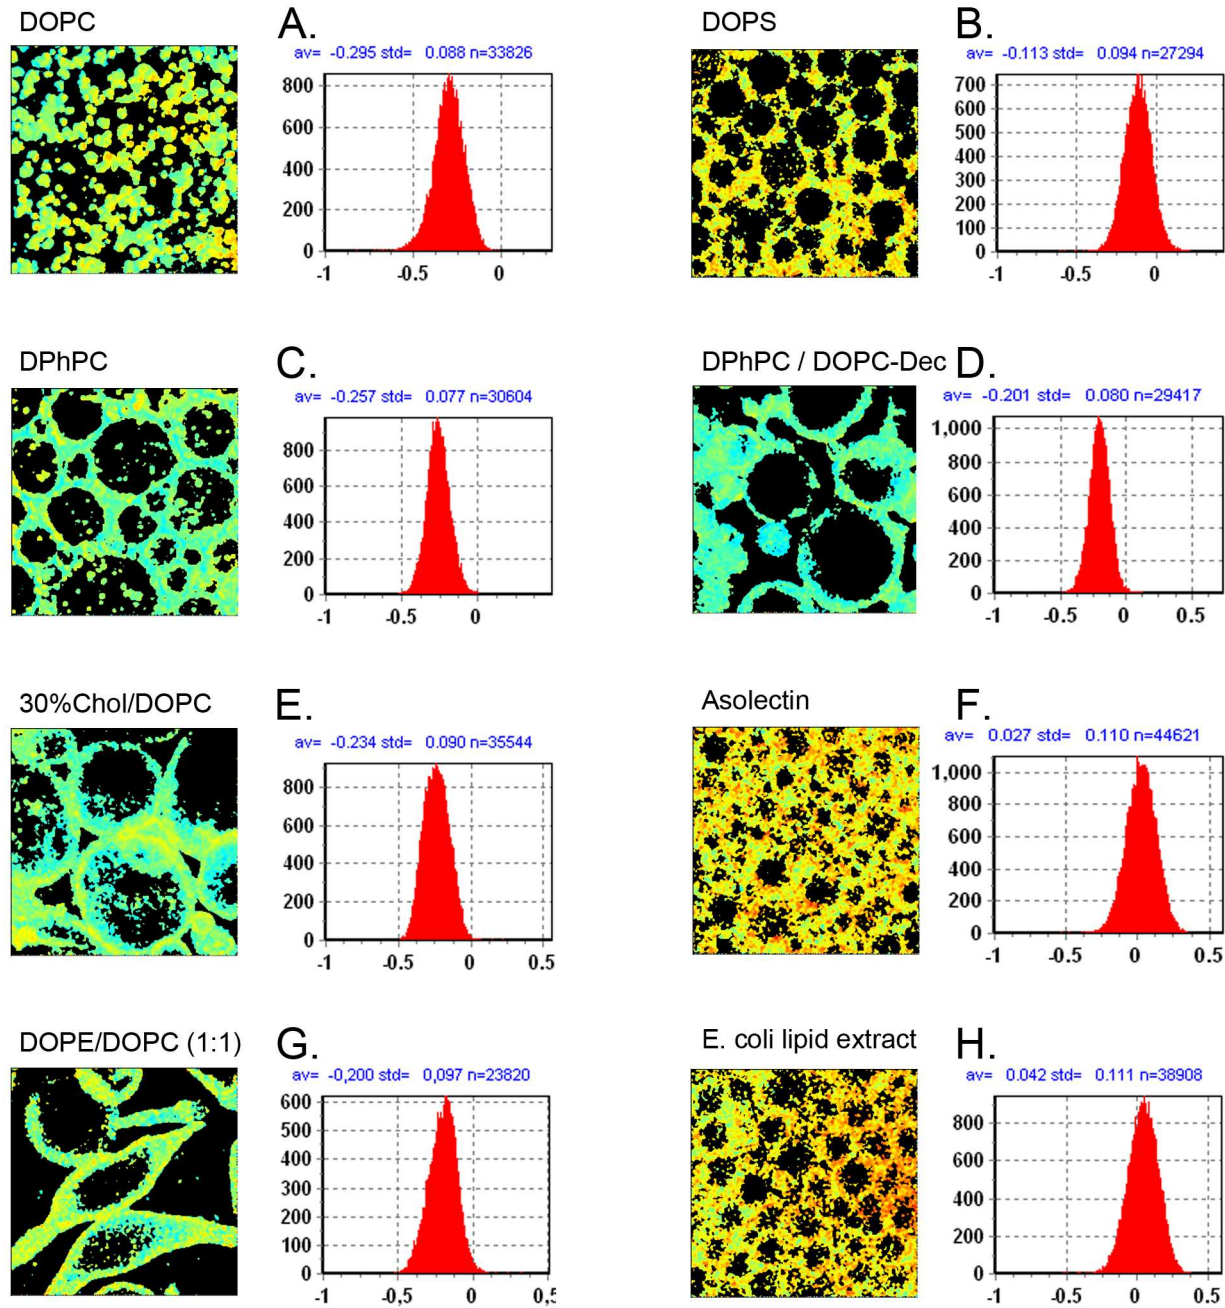 DOPC
A.
av= -0.295 std= 0.088 n=33826
800
600
400
200
0
-1 -0.5 0
DOPS
B.
av= -0.113 std= 0.094 n=27294
700
600
500
400
300
200
100
0
-1 -0.5 0
DPhPC
C.
av= -0.257 std= 0.077 n=30604
800
600
400
200
0
-1 -0.5 0
DPhPC / DOPC-Dec
D.
av= -0.201 std= 0.080 n=29417
1,000
800
600
400
200
0
-1 -0.5 0 0.5
30%Chol/DOPC
E.
av= -0.234 std= 0.090 n=35544
800
600
400
200
0
-1 -0.5 0 0.5
Asolectin
F.
av= 0.027 std= 0.110 n=44621
1,000
800
600
400
200
0
-1 -0.5 0 0.5
DOPE/DOPC (1:1)
G.
av= -0,200 std= 0,097 n=23820
600
500
400
300
200
100
0
-1 -0,5 0 0,5
E. coli lipid extract
H.
av= 0.042 std= 0.111 n=38908
800
600
400
200
0
-1 -0.5 0 0.5